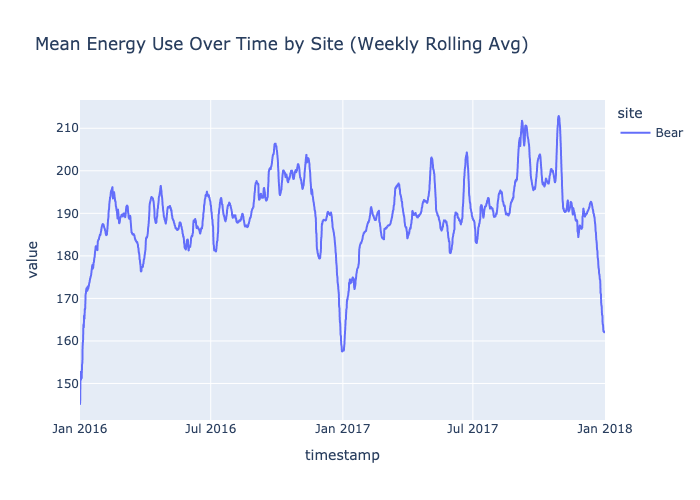 Mean Energy Use Over Time by Site (Weekly Rolling Avg)
site
Bear
210
200
190
180
170
160
150
value
Jan 2016
Jul 2016
Jan 2017
Jul 2017
Jan 2018
timestamp